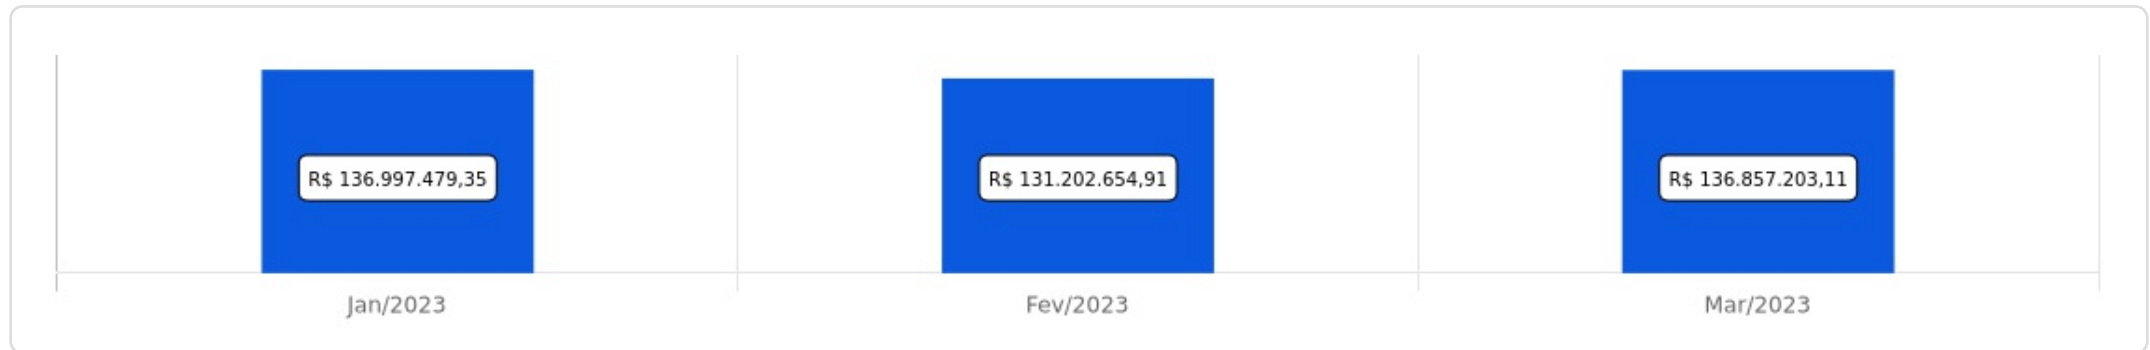 R$ 136.997.479,35
R$ 131.202.654,91
R$ 136.857.203,11
Jan/2023
Fev/2023
Mar/2023